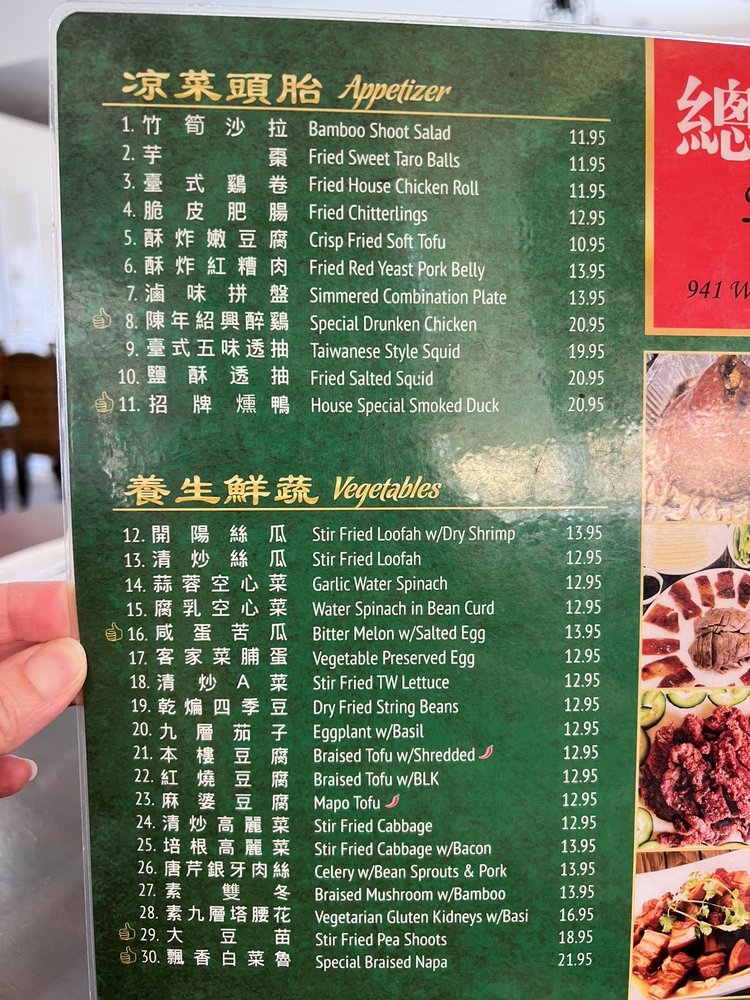 凉菜頭胎 Appetizer
1. 竹筍沙拉 Bamboo Shoot Salad 11.95
2. 芋棗 Fried Sweet Taro Balls 11.95
3. 臺式鷄卷 Fried House Chicken Roll 11.95
4. 脆皮肥腸 Fried Chitterlings 12.95
5. 酥炸嫩豆腐 Crisp Fried Soft Tofu 10.95
6. 酥炸紅糟肉 Fried Red Yeast Pork Belly 13.95
7. 滷味拼盤 Simmered Combination Plate 13.95
8. 陳年紹興醉鷄 Special Drunken Chicken 20.95
9. 臺式五味透抽 Taiwanese Style Squid 19.95
10. 鹽酥透抽 Fried Salted Squid 20.95
11. 招牌燻鴨 House Special Smoked Duck 20.95
養生鮮蔬 Vegetables
12. 開陽絲瓜 Stir Fried Loofah w/Dry Shrimp 13.95
13. 清炒絲瓜 Stir Fried Loofah 12.95
14. 蒜蓉空心菜 Garlic Water Spinach 12.95
15. 腐乳空心菜 Water Spinach in Bean Curd 12.95
16. 咸蛋苦瓜 Bitter Melon w/Salted Egg 13.95
17. 客家菜脯蛋 Vegetable Preserved Egg 12.95
18. 清炒A菜 Stir Fried TW Lettuce 12.95
19. 乾煸四季豆 Dry Fried String Beans 12.95
20. 九層茄子 Eggplant w/Basil 12.95
21. 本樓豆腐 Braised Tofu w/Shredded 12.95
22. 紅燒豆腐 Braised Tofu w/BLK 12.95
23. 麻婆豆腐 Mapo Tofu 12.95
24. 清炒高麗菜 Stir Fried Cabbage 12.95
25. 培根高麗菜 Stir Fried Cabbage w/Bacon 13.95
26. 唐芹銀牙肉絲 Celery w/Bean Sprouts & Pork 13.95
27. 素雙冬 Braised Mushroom w/Bamboo 13.95
28. 素九層塔腰花 Vegetarian Gluten Kidneys w/Basi 16.95
29. 大豆苗 Stir Fried Pea Shoots 18.95
30. 飄香白菜魯 Special Braised Napa 21.95
總
941 W